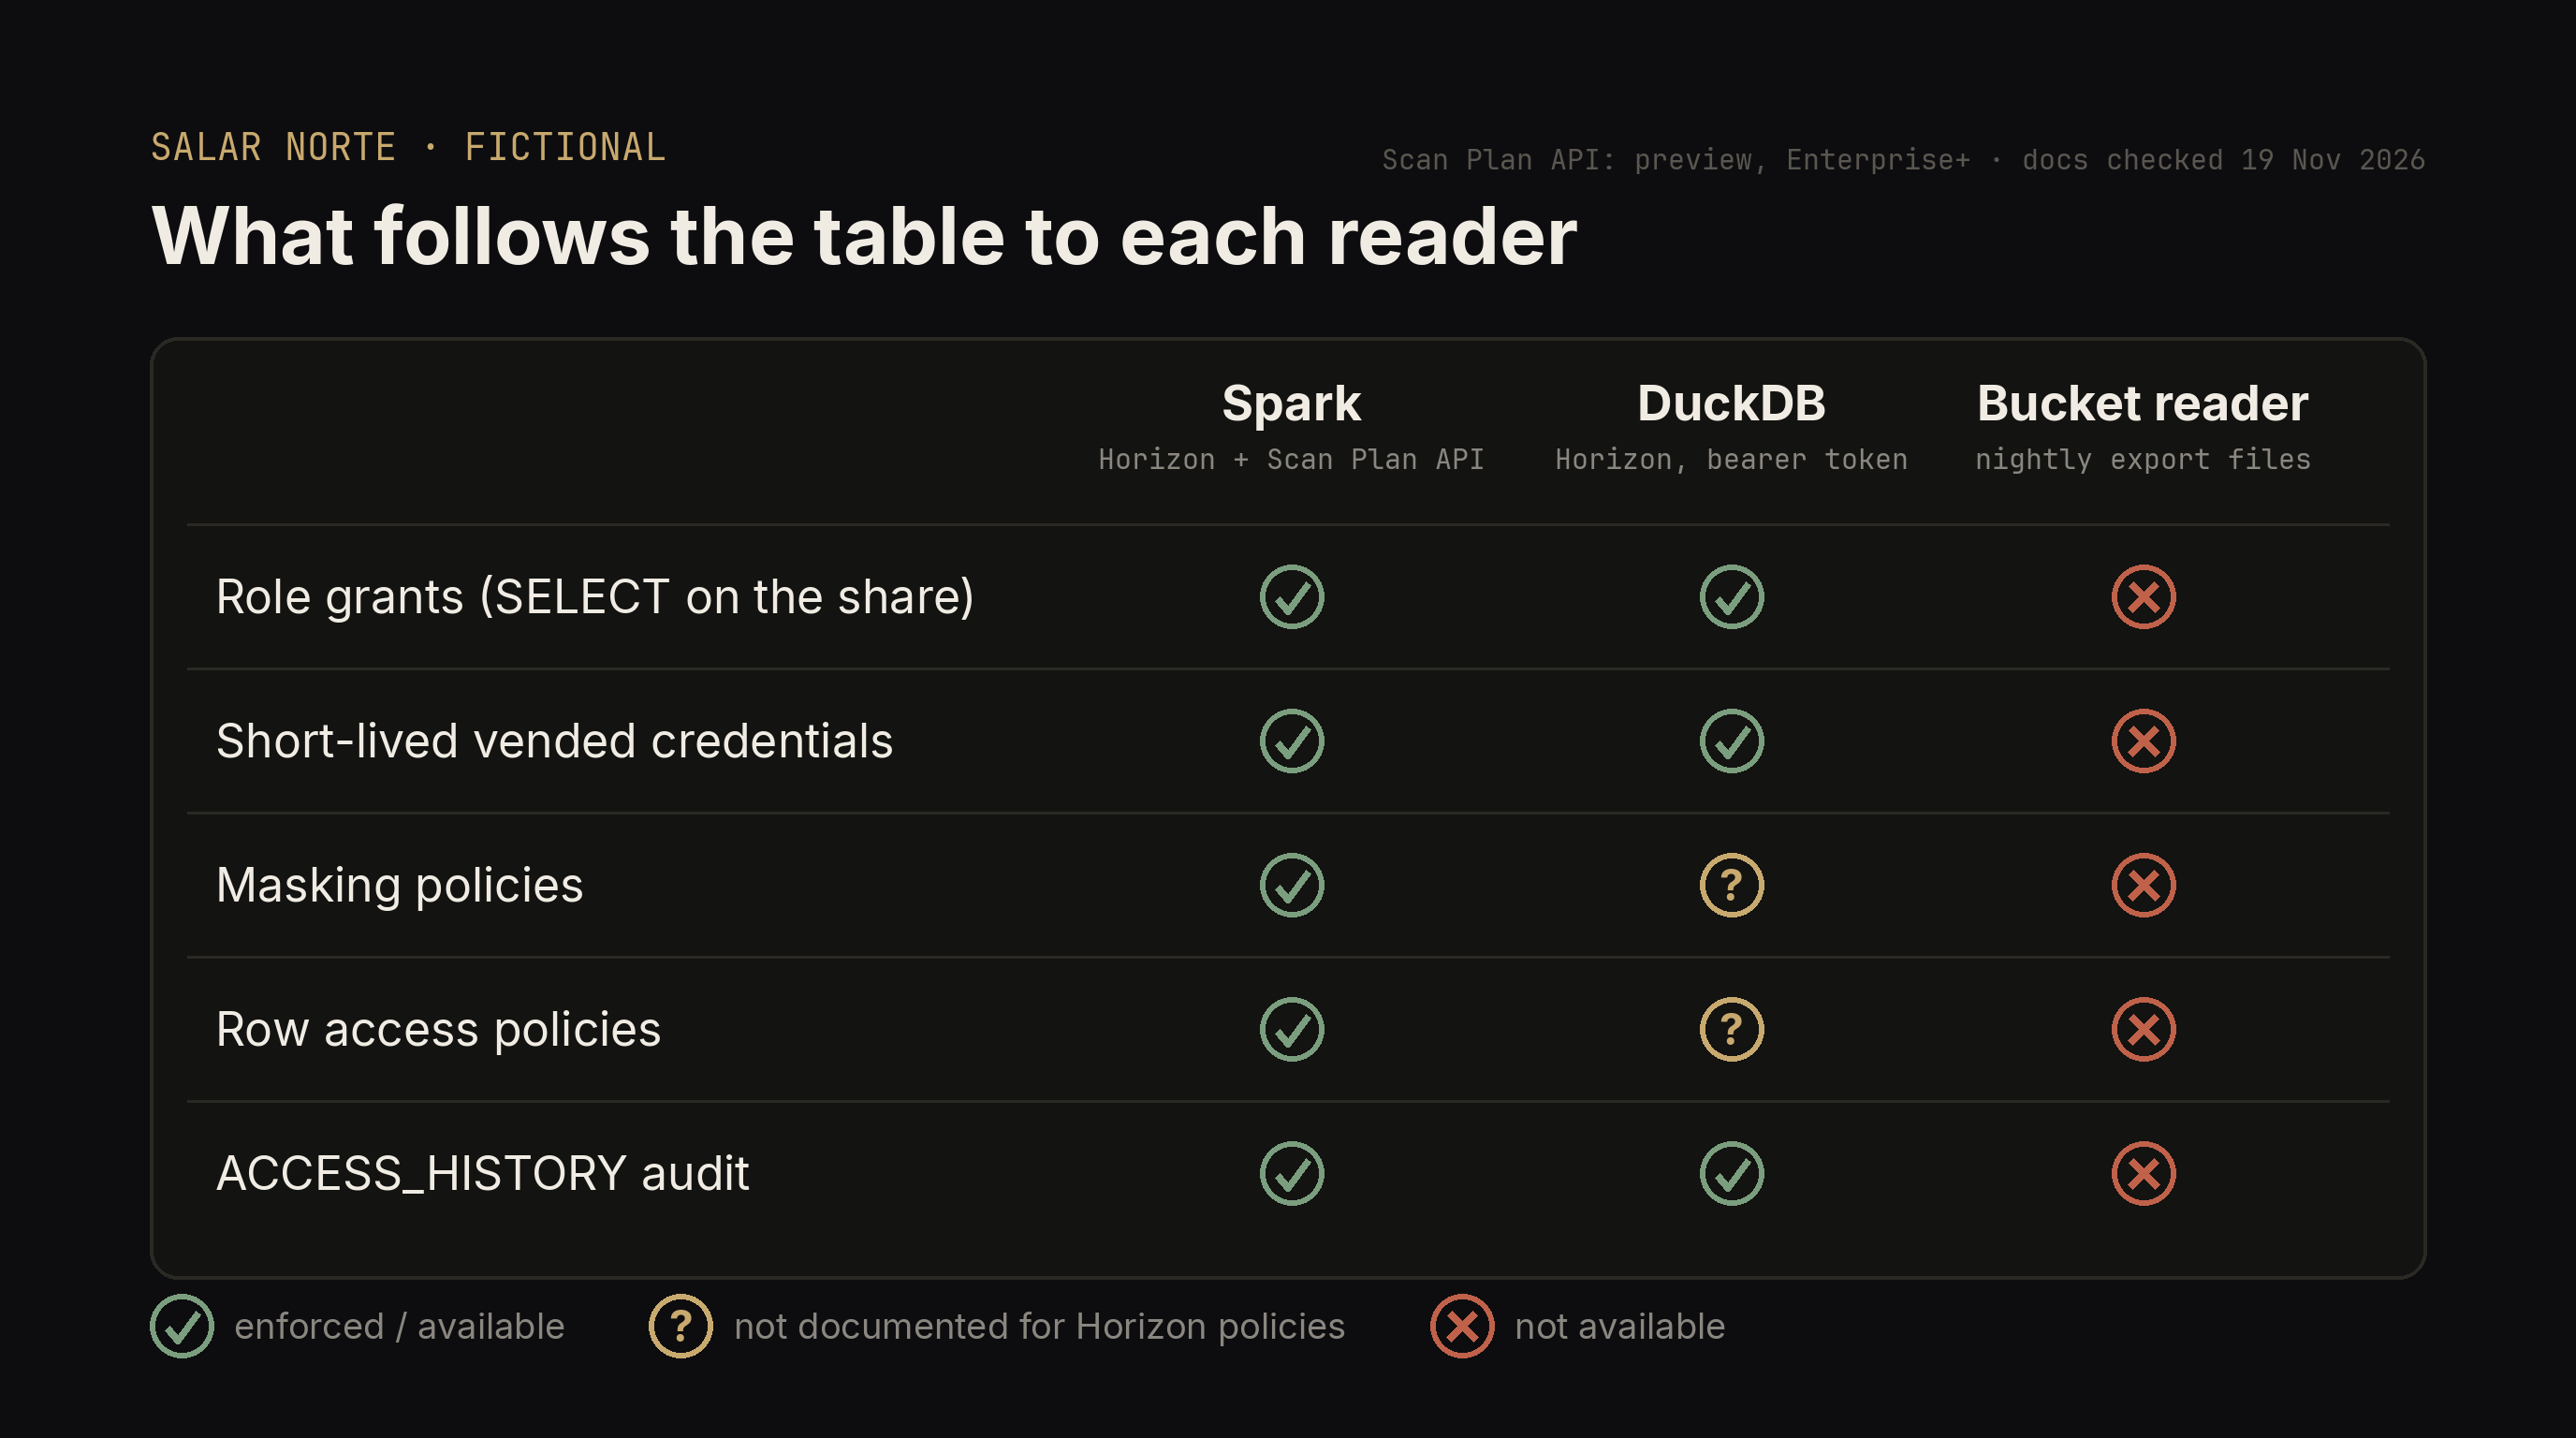 SALAR NORTE · FICTIONAL
Scan Plan API: preview, Enterprise+ · docs checked 19 Nov 2026
What follows the table to each reader
Spark
DuckDB
Bucket reader
Horizon + Scan Plan API
Horizon, bearer token
nightly export files
Role grants (SELECT on the share)
Short-lived vended credentials
Masking policies
?
Row access policies
?
ACCESS_HISTORY audit
enforced / available
? not documented for Horizon policies
not available